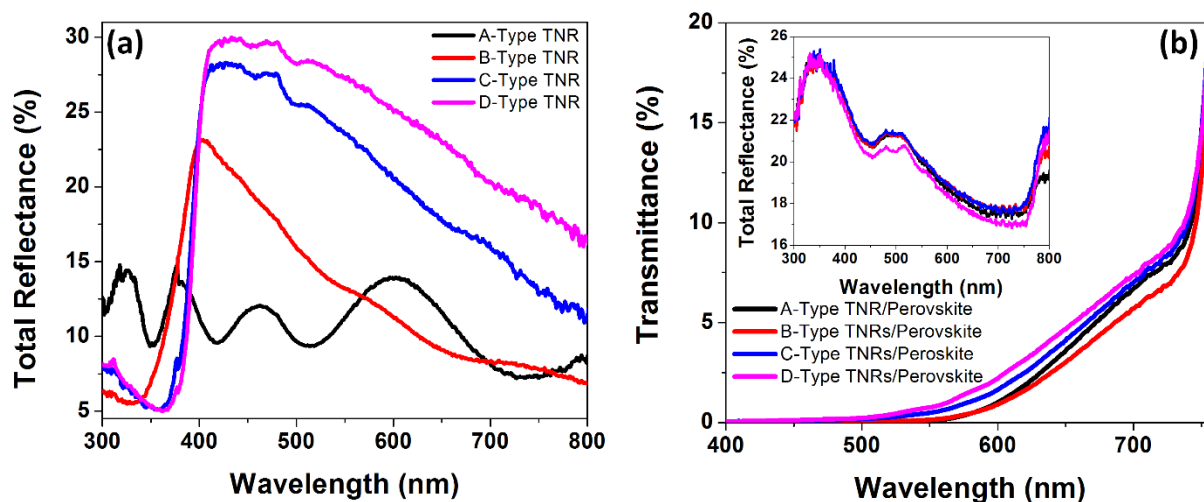 (a)
A-Type TNR
B-Type TNR
C-Type TNR
D-Type TNR
Total Reflectance (%)
30
25
20
15
10
5
300 400 500 600 700 800
Wavelength (nm)
(b)
Transmittance (%)
20
15
10
5
0
400 500 600 700
Wavelength (nm)
Total Reflectance (%)
26
24
22
20
18
16
300 400 500 600 700 800
Wavelength (nm)
A-Type TNR/Perovskite
B-Type TNRs/Perovskite
C-Type TNRs/Peroskite
D-Type TNRs/Perovskite